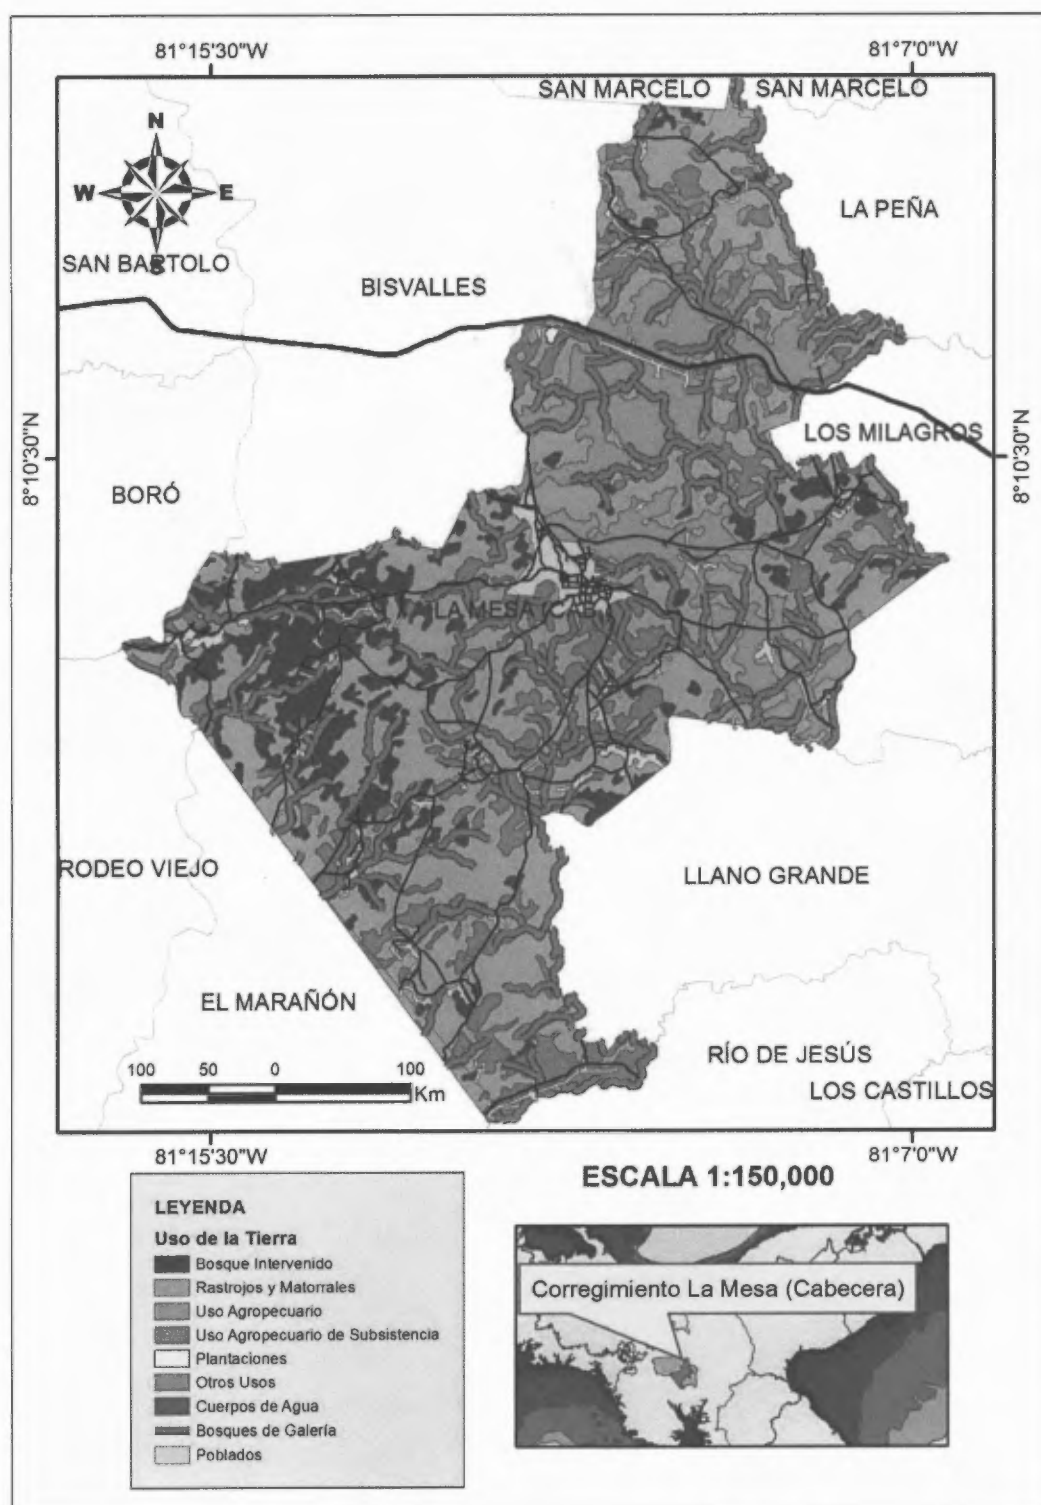 81°15'30"W
81°7'0"W
SAN MARCELO
SAN MARCELO
N
W
E
S
LA PEÑA
SAN BARTOLO
BISVALLES
8°10'30"N
8°10'30"N
LOS MILAGROS
BORÓ
LA MESA (CAB.)
RODEO VIEJO
LLANO GRANDE
EL MARAÑÓN
RÍO DE JESÚS
LOS CASTILLOS
100 50 0 100
Km
81°15'30"W
81°7'0"W
ESCALA 1:150,000
LEYENDA
Uso de la Tierra
Bosque Intervenido
Rastrojos y Matorrales
Uso Agropecuario
Uso Agropecuario de Subsistencia
Plantaciones
Otros Usos
Cuerpos de Agua
Bosques de Galería
Poblados
Corregimiento La Mesa (Cabecera)